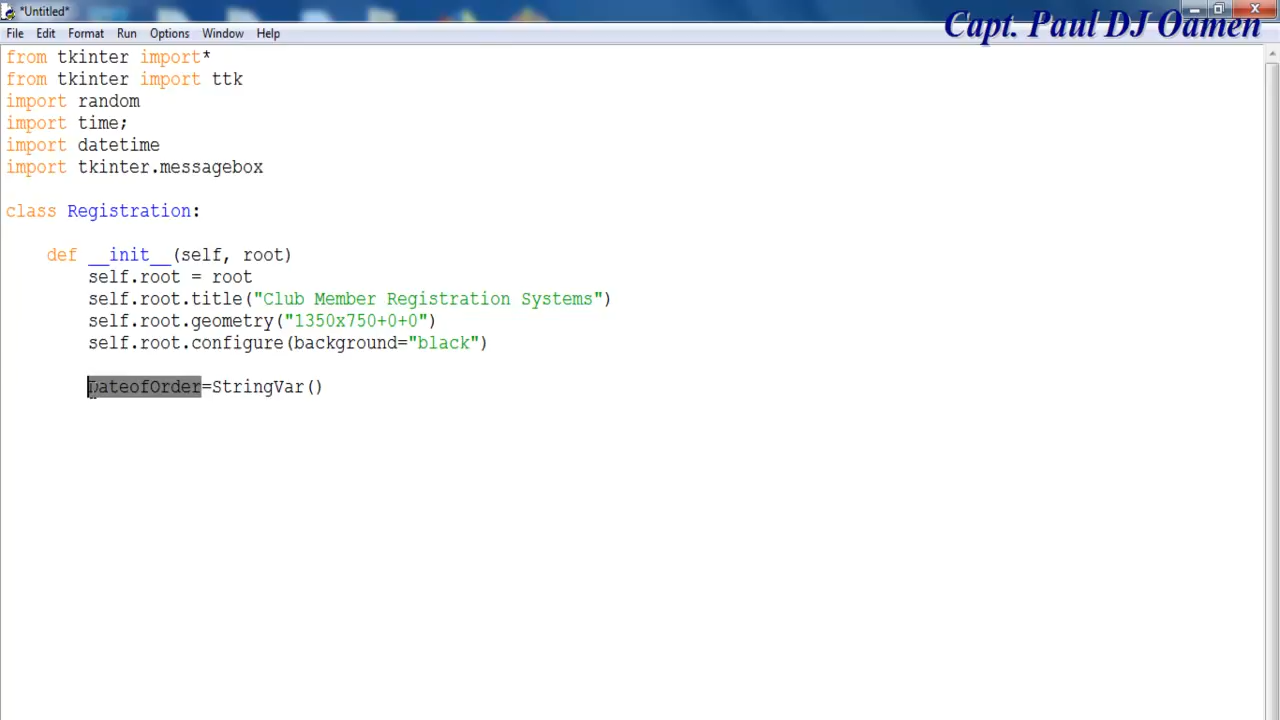 *Untitled*
Capt. Paul DJ Oamen
File Edit Format Run Options Window Help
from tkinter import*
from tkinter import ttk
import random
import time;
import datetime
import tkinter.messagebox
class Registration:
def __init__(self, root)
self.root = root
self.root.title("Club Member Registration Systems")
self.root.geometry("1350x750+0+0")
self.root.configure(background="black")
DateofOrder=StringVar()